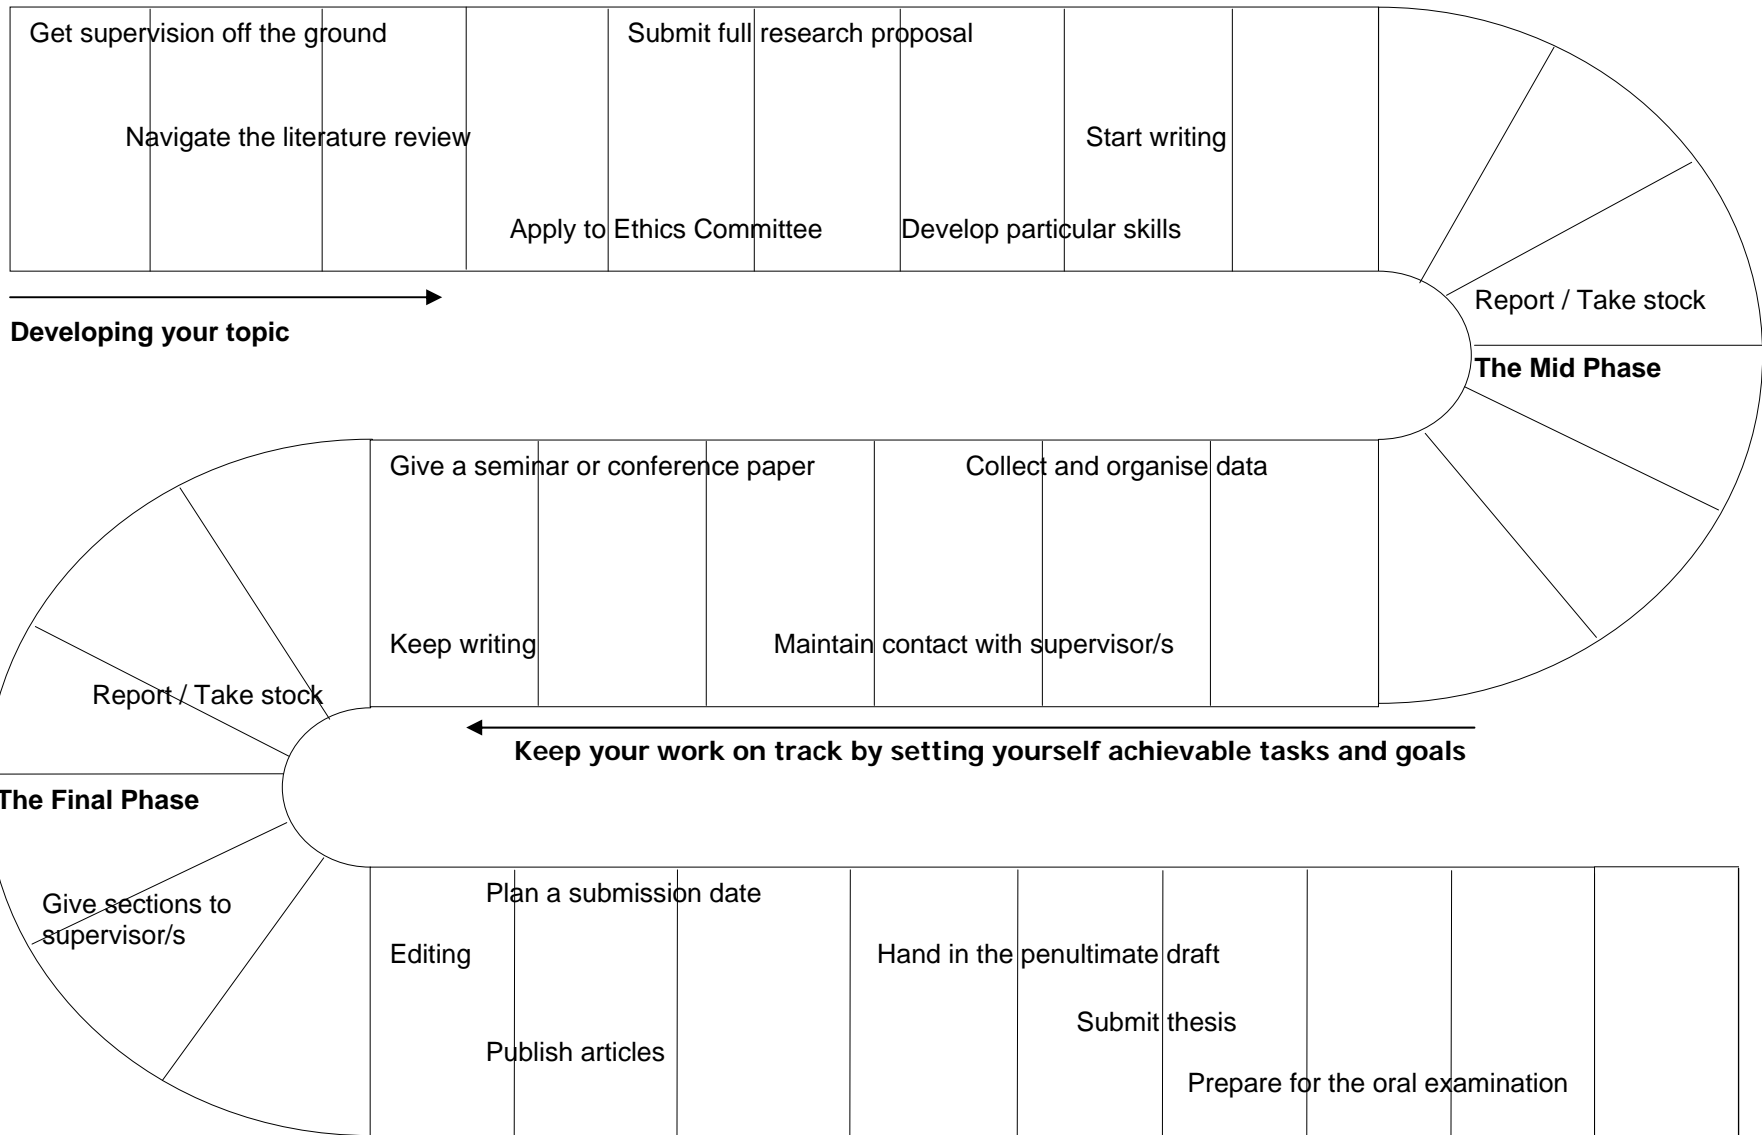 Get supervision off the ground
Submit full research proposal
Navigate the literature review
Start writing
Apply to Ethics Committee
Develop particular skills
Report / Take stock
Developing your topic
The Mid Phase
Give a seminar or conference paper
Collect and organise data
Keep writing
Maintain contact with supervisor/s
Report / Take stock
Keep your work on track by setting yourself achievable tasks and goals
The Final Phase
Plan a submission date
Give sections to
supervisor/s
Editing
Hand in the penultimate draft
Submit thesis
Publish articles
Prepare for the oral examination